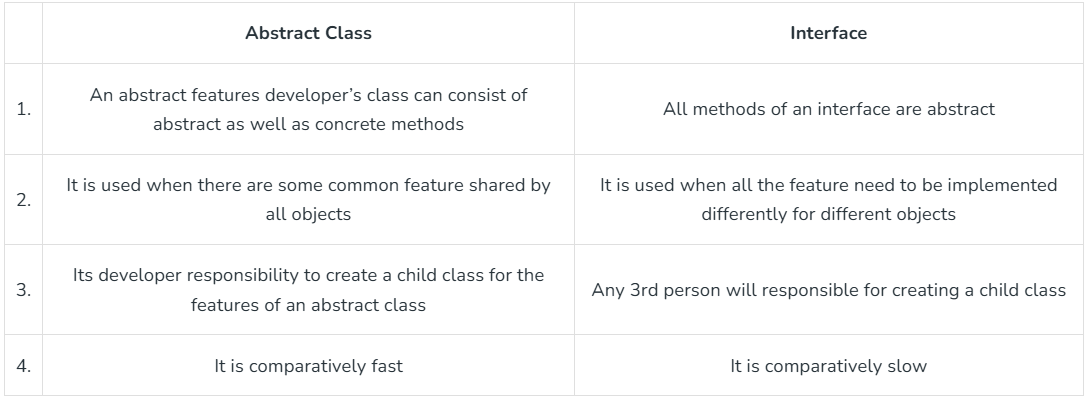 Abstract Class
Interface
1.
An abstract features developer’s class can consist of
abstract as well as concrete methods
All methods of an interface are abstract
2.
It is used when there are some common feature shared by
all objects
It is used when all the feature need to be implemented
differently for different objects
3.
Its developer responsibility to create a child class for the
features of an abstract class
Any 3rd person will responsible for creating a child class
4.
It is comparatively fast
It is comparatively slow